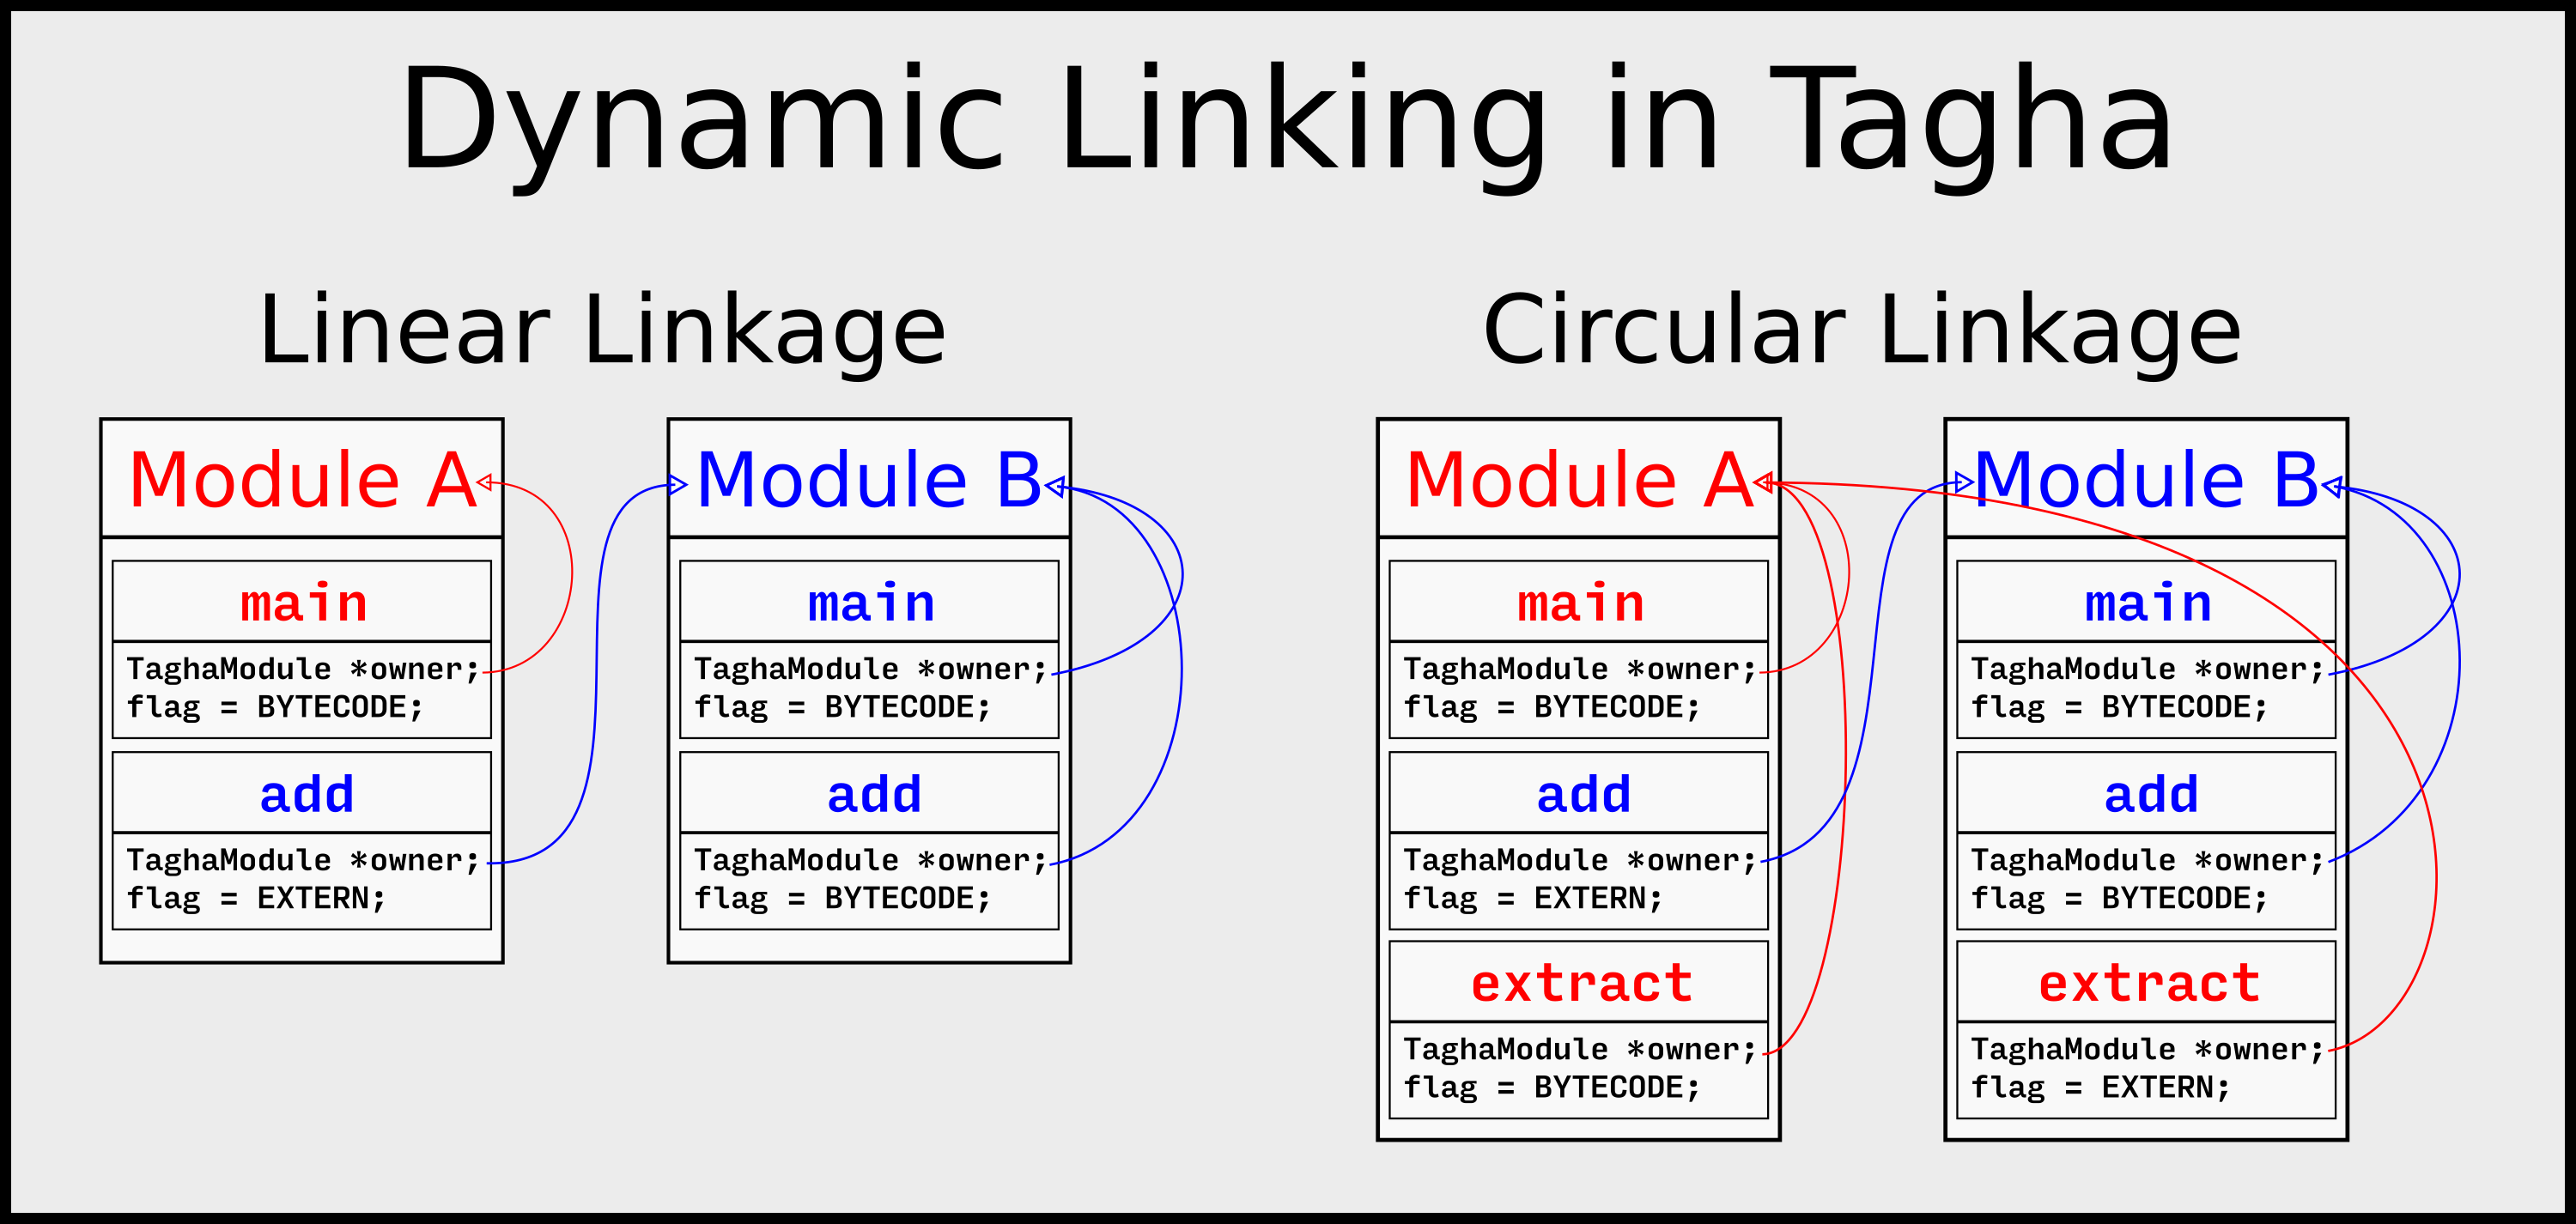 Dynamic Linking in Tagha
Linear Linkage
Module A
main
TaghaModule *owner;
flag = BYTECODE;
add
TaghaModule *owner;
flag = EXTERN;
Module B
main
TaghaModule *owner;
flag = BYTECODE;
add
TaghaModule *owner;
flag = BYTECODE;
Circular Linkage
Module A
main
TaghaModule *owner;
flag = BYTECODE;
add
TaghaModule *owner;
flag = EXTERN;
extract
TaghaModule *owner;
flag = BYTECODE;
Module B
main
TaghaModule *owner;
flag = BYTECODE;
add
TaghaModule *owner;
flag = BYTECODE;
extract
TaghaModule *owner;
flag = EXTERN;